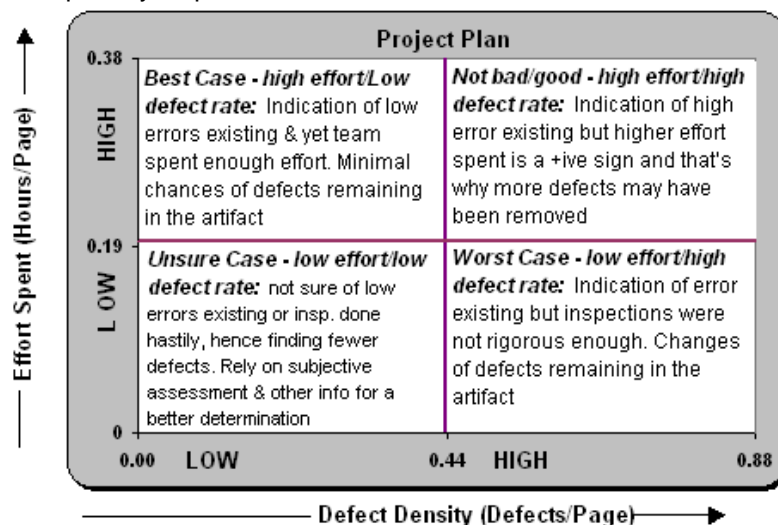 Project Plan
0.38
Best Case - high effort/Low
defect rate: Indication of low
errors existing & yet team
spent enough effort. Minimal
chances of defects remaining
in the artifact
Not bad/good - high effort/high
defect rate: Indication of high
error existing but higher effort
spent is a +ive sign and that's
why more defects may have
been removed
HIGH
0.19
Unsure Case - low effort/low
defect rate: not sure of low
errors existing or insp. done
hastily, hence finding fewer
defects. Rely on subjective
assessment & other info for a
better determination
Worst Case - low effort/high
defect rate: Indication of error
existing but inspections were
not rigorous enough. Changes
of defects remaining in the
artifact
LOW
0
0.00 LOW 0.44 HIGH 0.88
Effort Spent (Hours/Page)
Defect Density (Defects/Page)